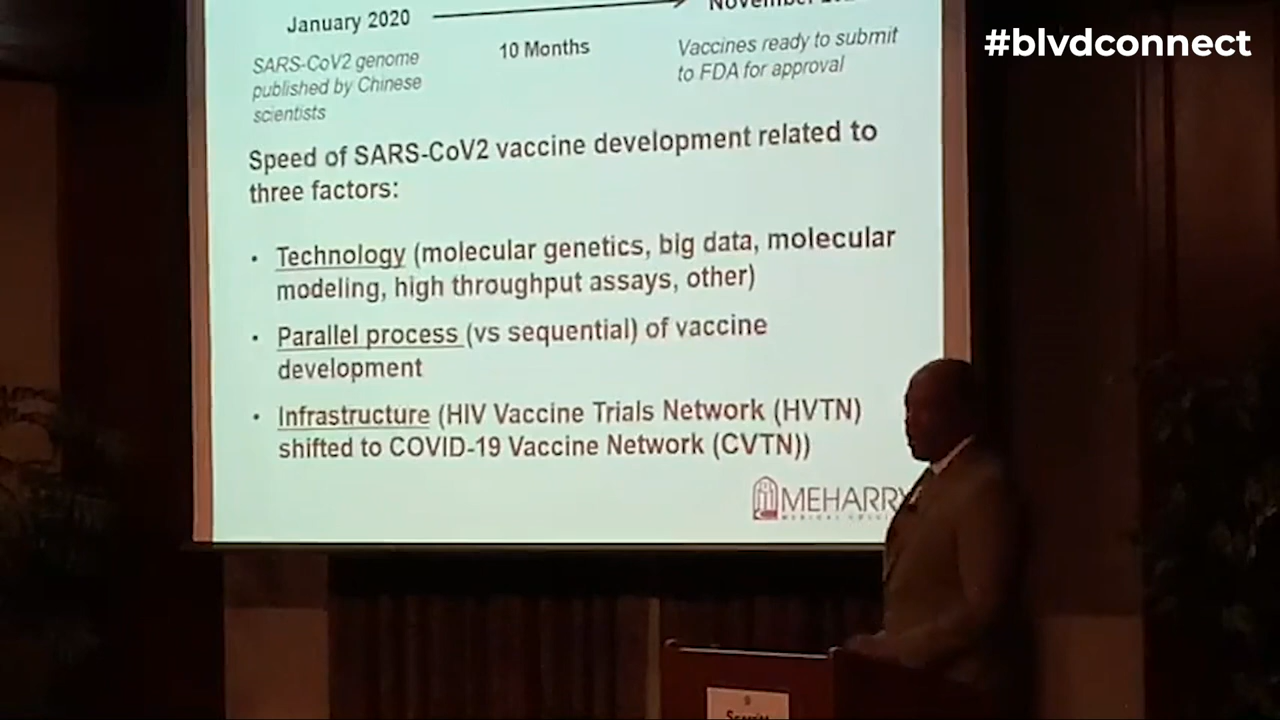 #blvdconnect
January 2020
10 Months
SARS-CoV2 genome
published by Chinese
scientists
Vaccines ready to submit
to FDA for approval
Speed of SARS-CoV2 vaccine development related to
three factors:
• Technology (molecular genetics, big data, molecular
modeling, high throughput assays, other)
• Parallel process (vs sequential) of vaccine
development
• Infrastructure (HIV Vaccine Trials Network (HVTN)
shifted to COVID-19 Vaccine Network (CVTN))
MEHARRY